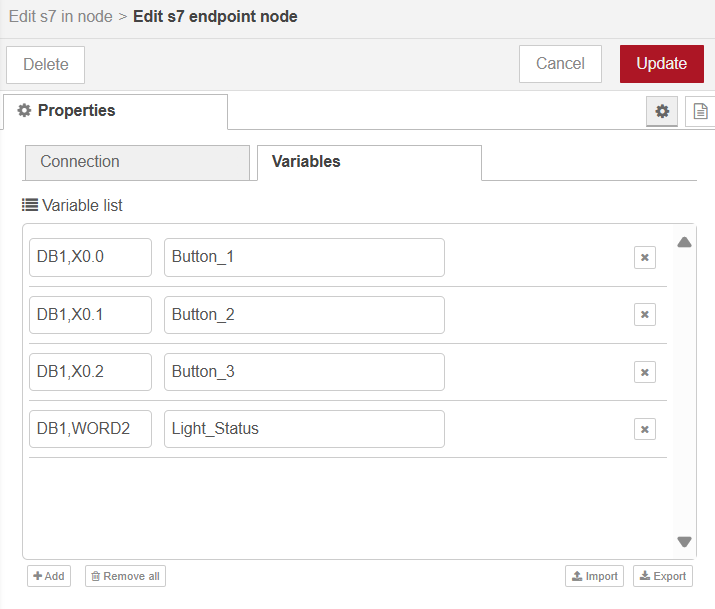 Edit s7 in node > Edit s7 endpoint node
Delete
Cancel
Update
Properties
Connection
Variables
Variable list
DB1,X0.0 Button_1
DB1,X0.1 Button_2
DB1,X0.2 Button_3
DB1,WORD2 Light_Status
+ Add
Remove all
Import
Export